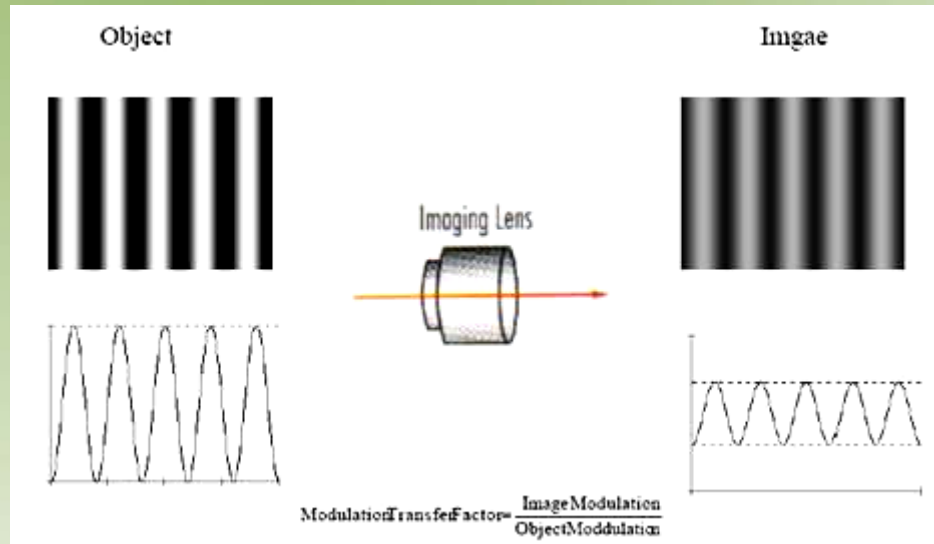 Object
Imgae
Imaging Lens
ModulationTransferFactor= ImageModulation
ObjectModdulation